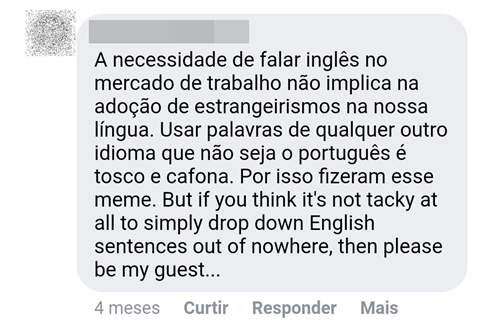 A necessidade de falar inglês no
mercado de trabalho não implica na
adoção de estrangeirismos na nossa
língua. Usar palavras de qualquer outro
idioma que não seja o português é
tosco e cafona. Por isso fizeram esse
meme. But if you think it's not tacky at
all to simply drop down English
sentences out of nowhere, then please
be my guest...
4 meses Curtir Responder Mais